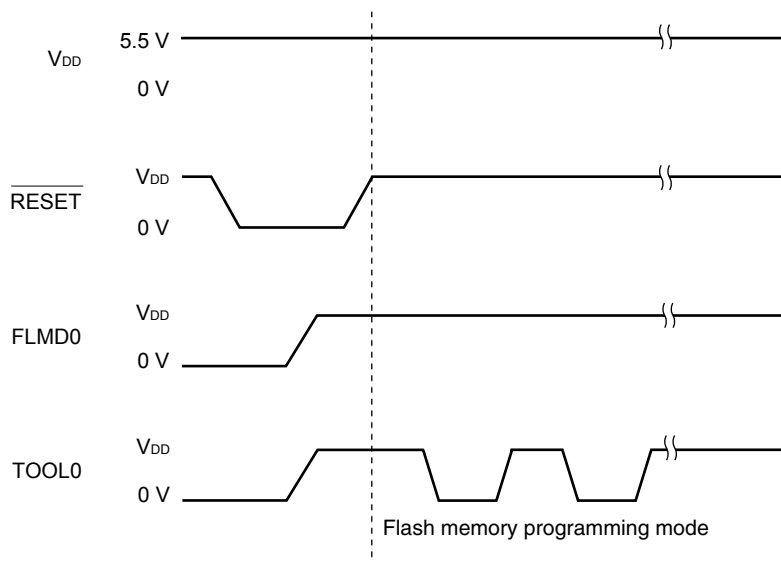 5.5 V
VDD
0 V
VDD
RESET
0 V
VDD
FLMD0
0 V
VDD
TOOL0
0 V
Flash memory programming mode